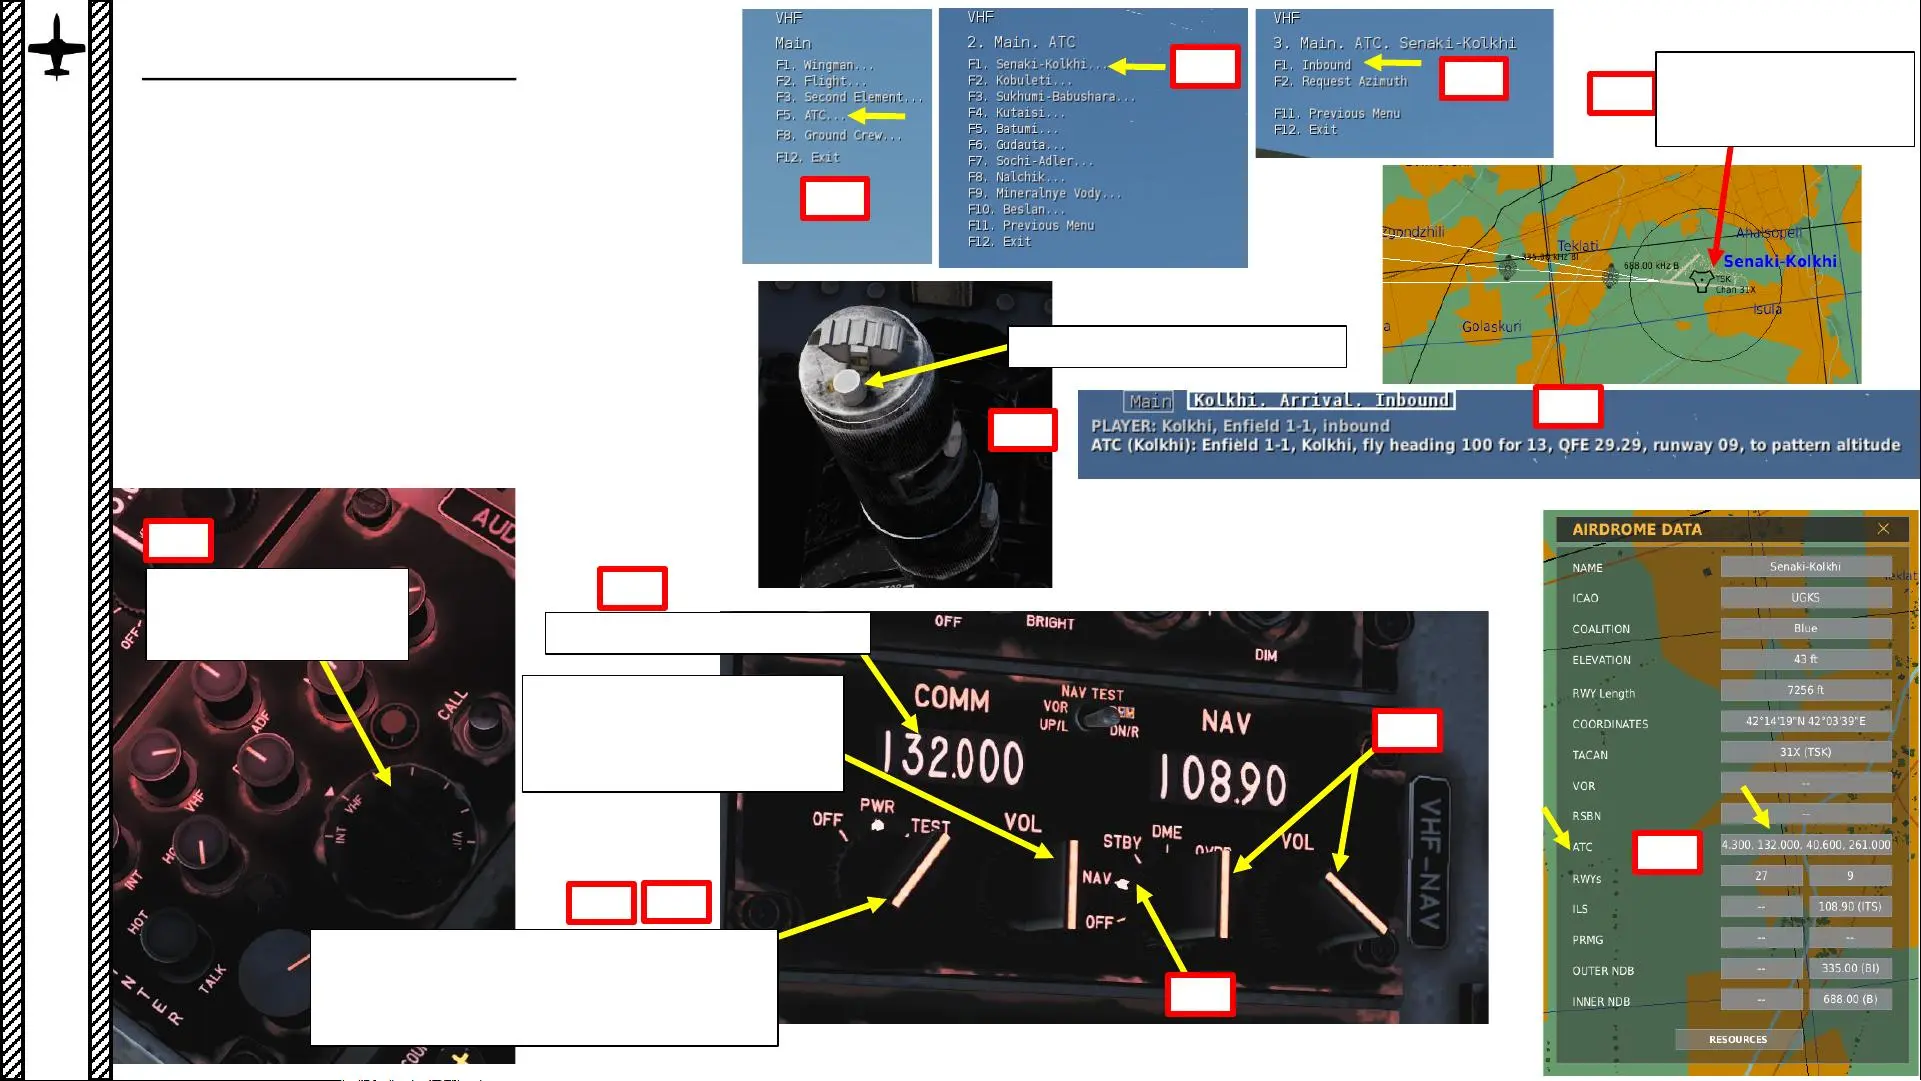 VHF
Main
F1. Wingman...
F2. Flight...
F3. Second Element...
F5. ATC...
F8. Ground Crew...
F12. Exit
VHF
2. Main. ATC
F1. Senaki-Kolkhi...
F2. Kobuleti...
F3. Sukhumi-Babushara...
F4. Kutaisi...
F5. Batumi...
F6. Gudauta...
F7. Sochi-Adler...
F8. Nalchik...
F9. Mineralnye Vody...
F10. Beslan...
F11. Previous Menu
F12. Exit
VHF
3. Main. ATC. Senaki-Kolkhi
F1. Inbound
F2. Request Azimuth
F11. Previous Menu
F12. Exit
Teklati
Ahalsopeli
688.00 kHz B
Senaki-Kolkhi
TSK
Chan 31X
Isula
Golaskuri
Main
Kolkhi. Arrival. Inbound
PLAYER: Kolkhi, Enfield 1-1, inbound
ATC (Kolkhi): Enfield 1-1, Kolkhi, fly heading 100 for 13, QFE 29.29, runway 09, to pattern altitude
AUD
OFF
ADF
CALL
VHF
INT
VHF
INT
HOT
TALK
NTER
OFF
BRIGHT
DIM
COMM
NAV TEST
VOR
UP/L
DN/R
NAV
132.000
108.90
PWR
OFF
TEST
VOL
STBY
DME
NAV
OFF
VOL
VHF-NAV
AIRDROME DATA
NAME Senaki-Kolkhi
ICAO UGKS
COALITION Blue
ELEVATION 43 ft
RWY Length 7256 ft
COORDINATES 42°14'19"N 42°03'39"E
TACAN 31X (TSK)
VOR --
RSBN --
ATC 4.300, 132.000, 40.600, 261.000
RWYs 27 9
ILS -- 108.90 (ITS)
PRMG -- --
OUTER NDB -- 335.00 (BI)
INNER NDB -- 688.00 (B)
RESOURCES